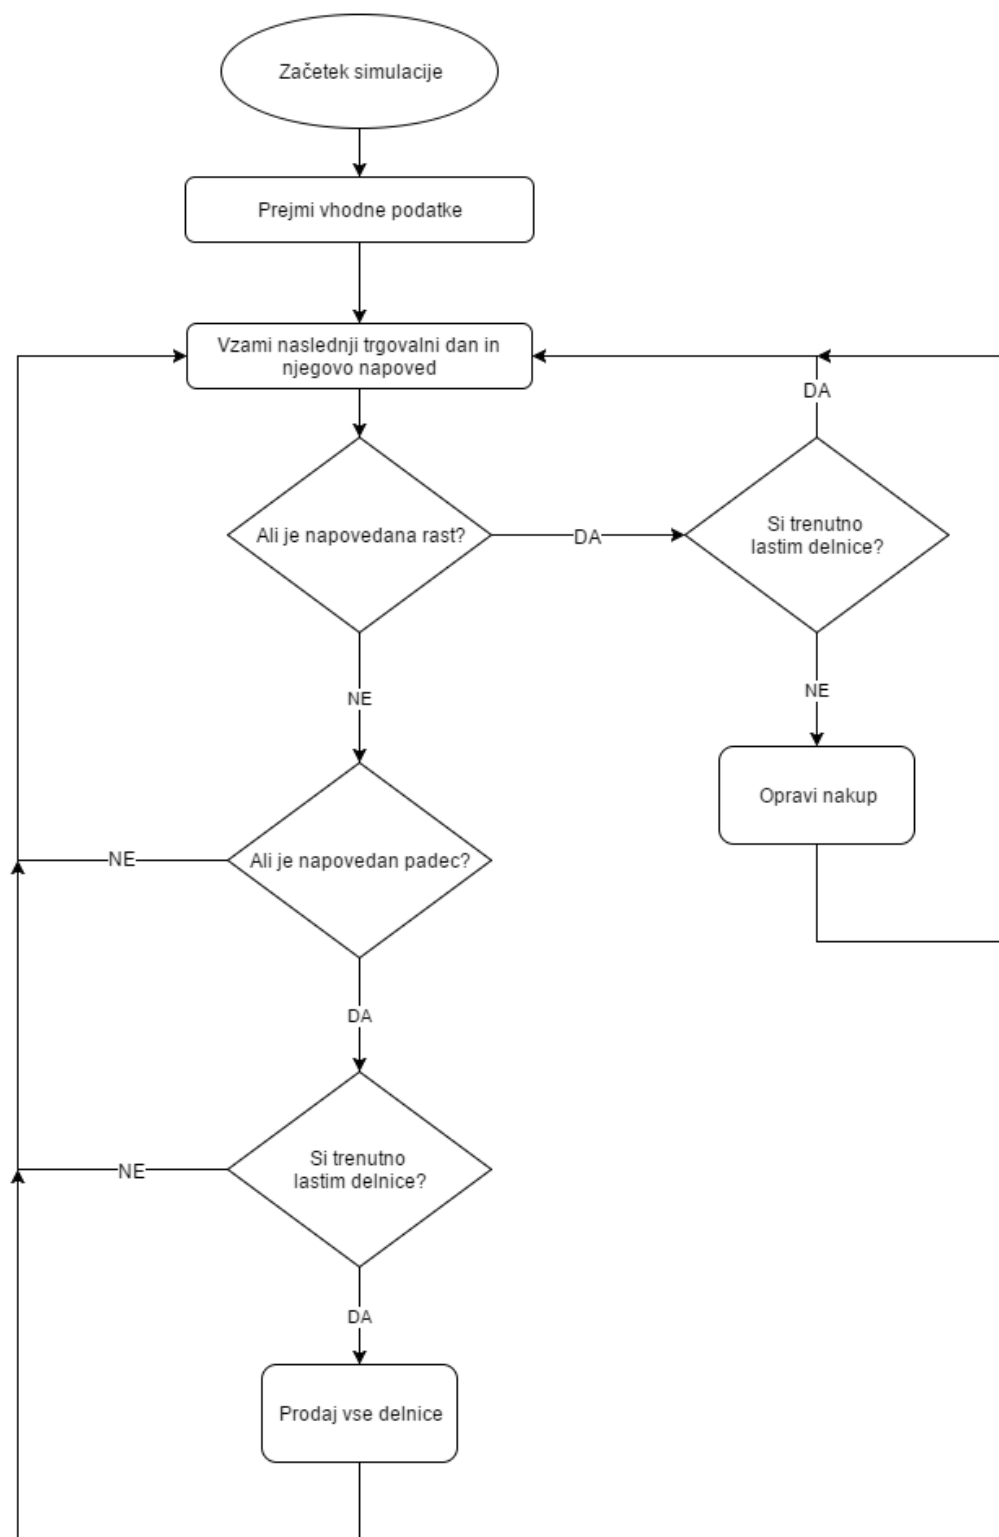 Začetek simulacije
Prejmi vhodne podatke
Vzami naslednji trgovalni dan in
njegovo napoved
DA
Ali je napovedana rast?
DA
Si trenutno
lastim delnice?
NE
NE
Opravi nakup
Ali je napovedan padec?
NE
DA
Si trenutno
lastim delnice?
NE
DA
Prodaj vse delnice